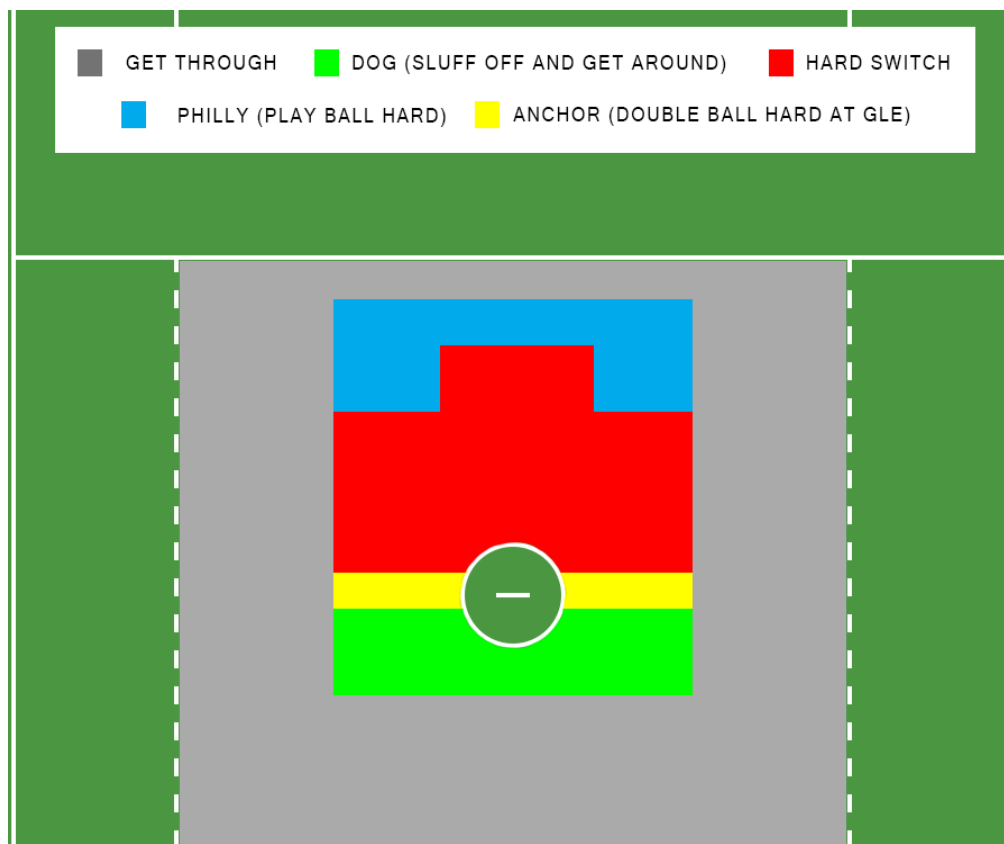 GET THROUGH DOG (SLUFF OFF AND GET AROUND) HARD SWITCH
PHILLY (PLAY BALL HARD) ANCHOR (DOUBLE BALL HARD AT GLE)